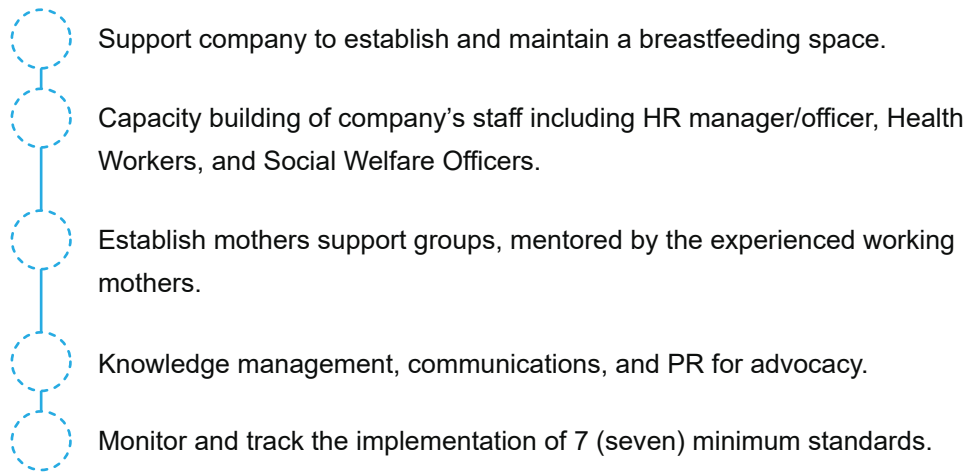 Support company to establish and maintain a breastfeeding space.
Capacity building of company’s staff including HR manager/officer, Health
Workers, and Social Welfare Officers.
Establish mothers support groups, mentored by the experienced working
mothers.
Knowledge management, communications, and PR for advocacy.
Monitor and track the implementation of 7 (seven) minimum standards.